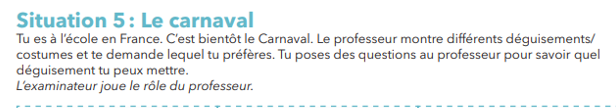 Situation 5 : Le carnaval
Tu es à l'école en France. C'est bientôt le Carnaval. Le professeur montre différents déguisements/
costumes et te demande lequel tu préfères. Tu poses des questions au professeur pour savoir quel
déguisement tu peux mettre.
L'examinateur joue le rôle du professeur.